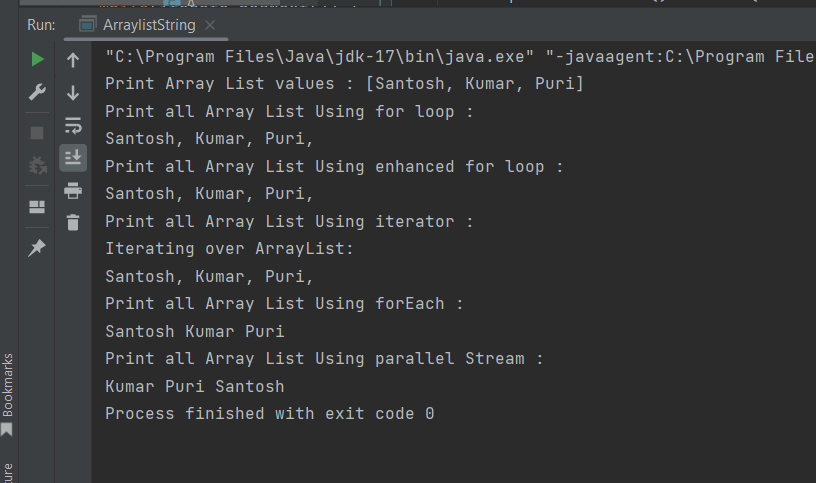 Run: ArraylistString
"C:\Program Files\Java\jdk-17\bin\java.exe" "-javaagent:C:\Program File
Print Array List values : [Santosh, Kumar, Puri]
Print all Array List Using for loop :
Santosh, Kumar, Puri,
Print all Array List Using enhanced for loop :
Santosh, Kumar, Puri,
Print all Array List Using iterator :
Iterating over ArrayList:
Santosh, Kumar, Puri,
Print all Array List Using forEach :
Santosh Kumar Puri
Print all Array List Using parallel Stream :
Kumar Puri Santosh
Process finished with exit code 0
Bookmarks